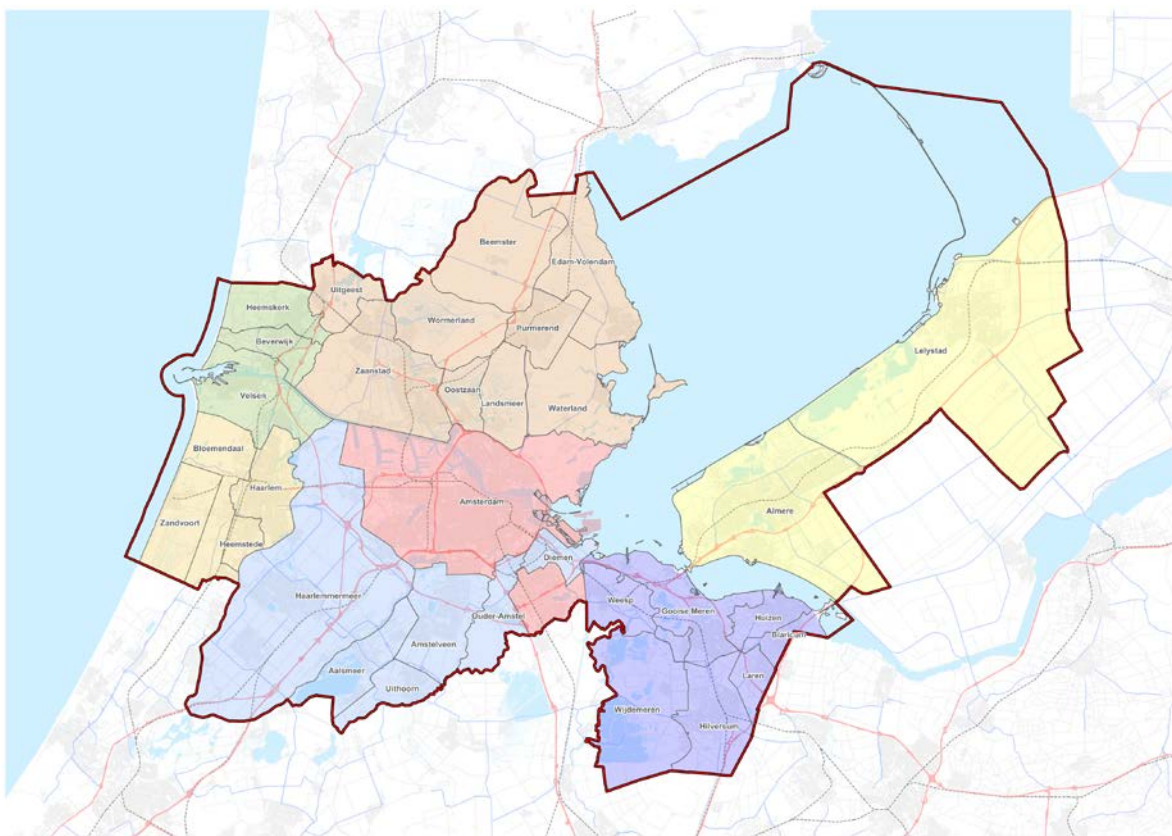 Beemster
Edam-Volendam
Uitgeest
Heemskerk
Wormerland
Purmerend
Beverwijk
Lelystad
Zaanstad
Oostzaan
Velsen
Landsmeer
Waterland
Bloemendaal
Haarlem
Amsterdam
Almere
Zandvoort
Heemstede
Diemen
Haarlemmermeer
Weesp
Gooise Meren
Huizen
Ouder-Amstel
Blaricum
Amstelveen
Aalsmeer
Laren
Uithoorn
Wijdemeren
Hilversum